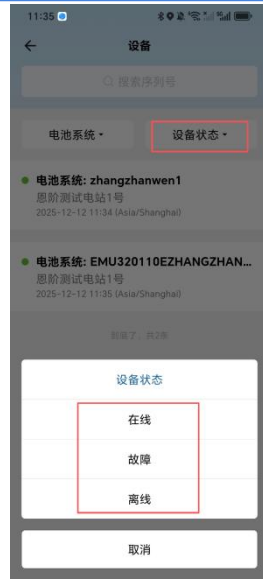 11:35
设备
搜索序列号
电池系统
设备状态
电池系统: zhangzhanwen1
恩阶测试电站1号
2025-12-12 11:34 (Asia/Shanghai)
电池系统: EMU320110EZHANGZHAN...
恩阶测试电站1号
2025-12-12 11:35 (Asia/Shanghai)
到底了，共2条
设备状态
在线
故障
离线
取消